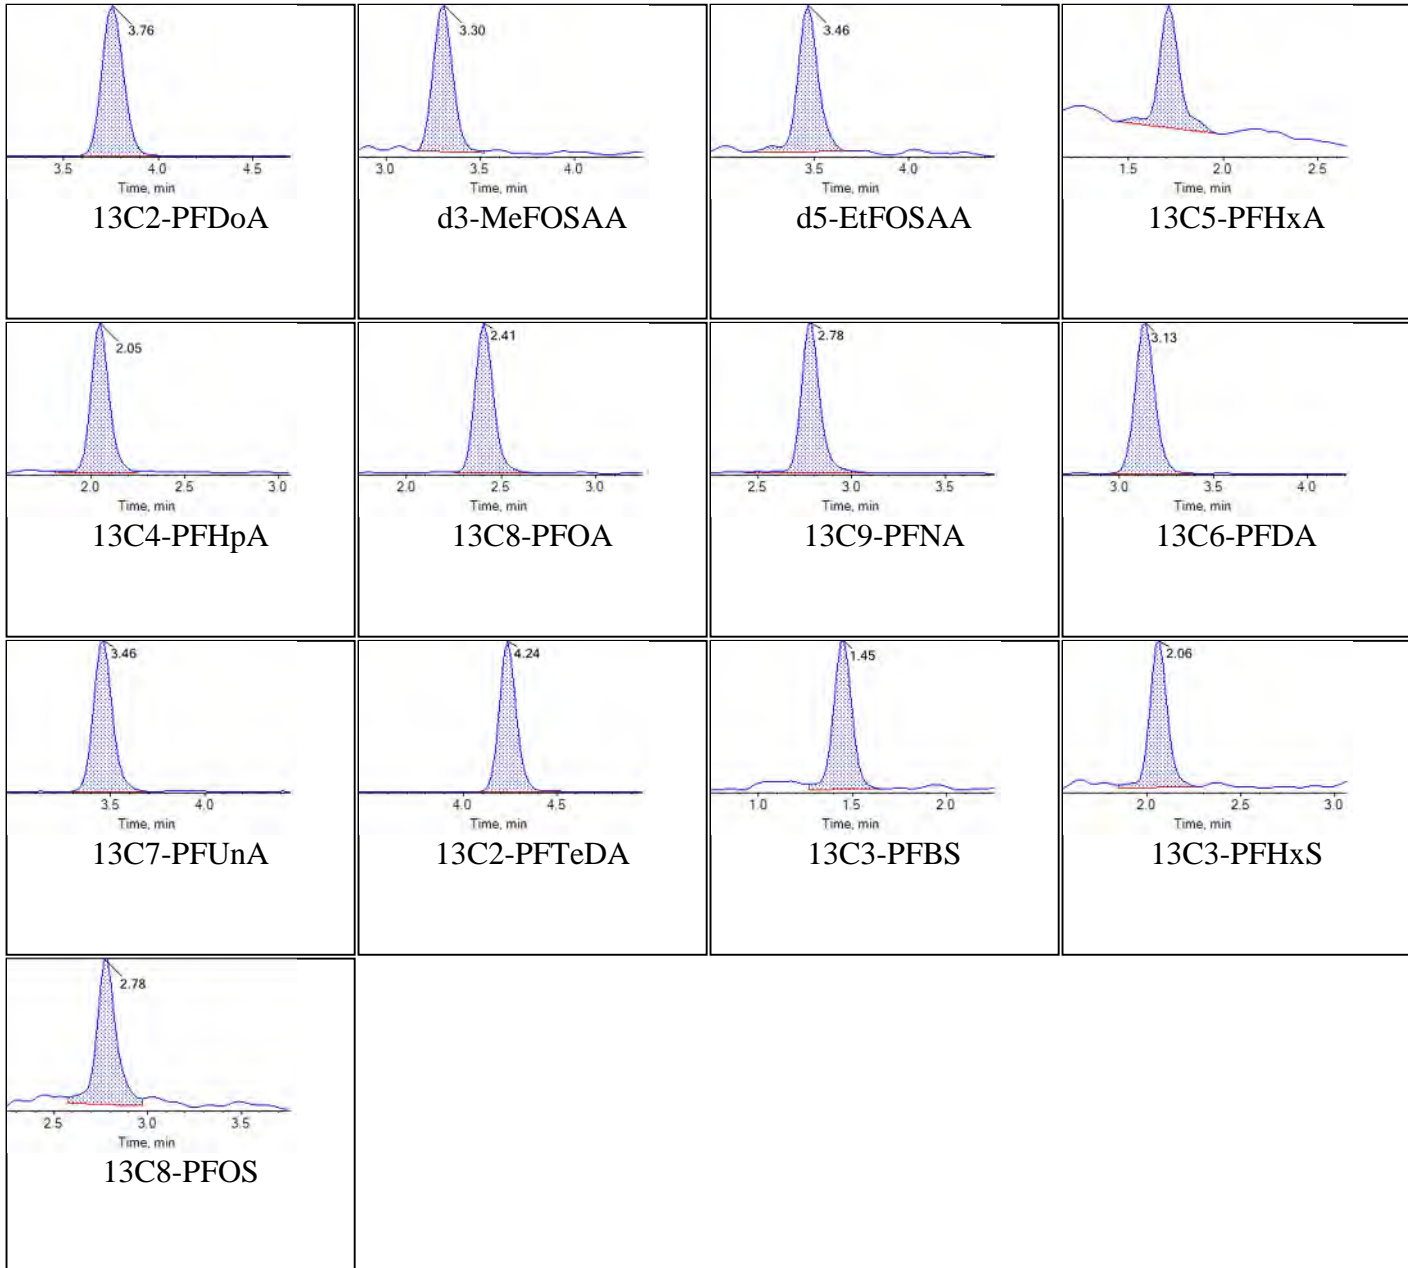 3.76
3.5 4.0 4.5
Time, min
13C2-PFDoA
3.30
3.0 3.5 4.0
Time, min
d3-MeFOSAA
3.46
3.5 4.0
Time, min
d5-EtFOSAA
1.5 2.0 2.5
Time, min
13C5-PFHxA
2.05
2.0 2.5 3.0
Time, min
13C4-PFHpA
2.41
2.0 2.5 3.0
Time, min
13C8-PFOA
2.78
2.5 3.0 3.5
Time, min
13C9-PFNA
3.13
3.0 3.5 4.0
Time, min
13C6-PFDA
3.46
3.5 4.0
Time, min
13C7-PFUnA
4.24
4.0 4.5
Time, min
13C2-PFTeDA
1.45
1.0 1.5 2.0
Time, min
13C3-PFBS
2.06
2.0 2.5 3.0
Time, min
13C3-PFHxS
2.78
2.5 3.0 3.5
Time, min
13C8-PFOS